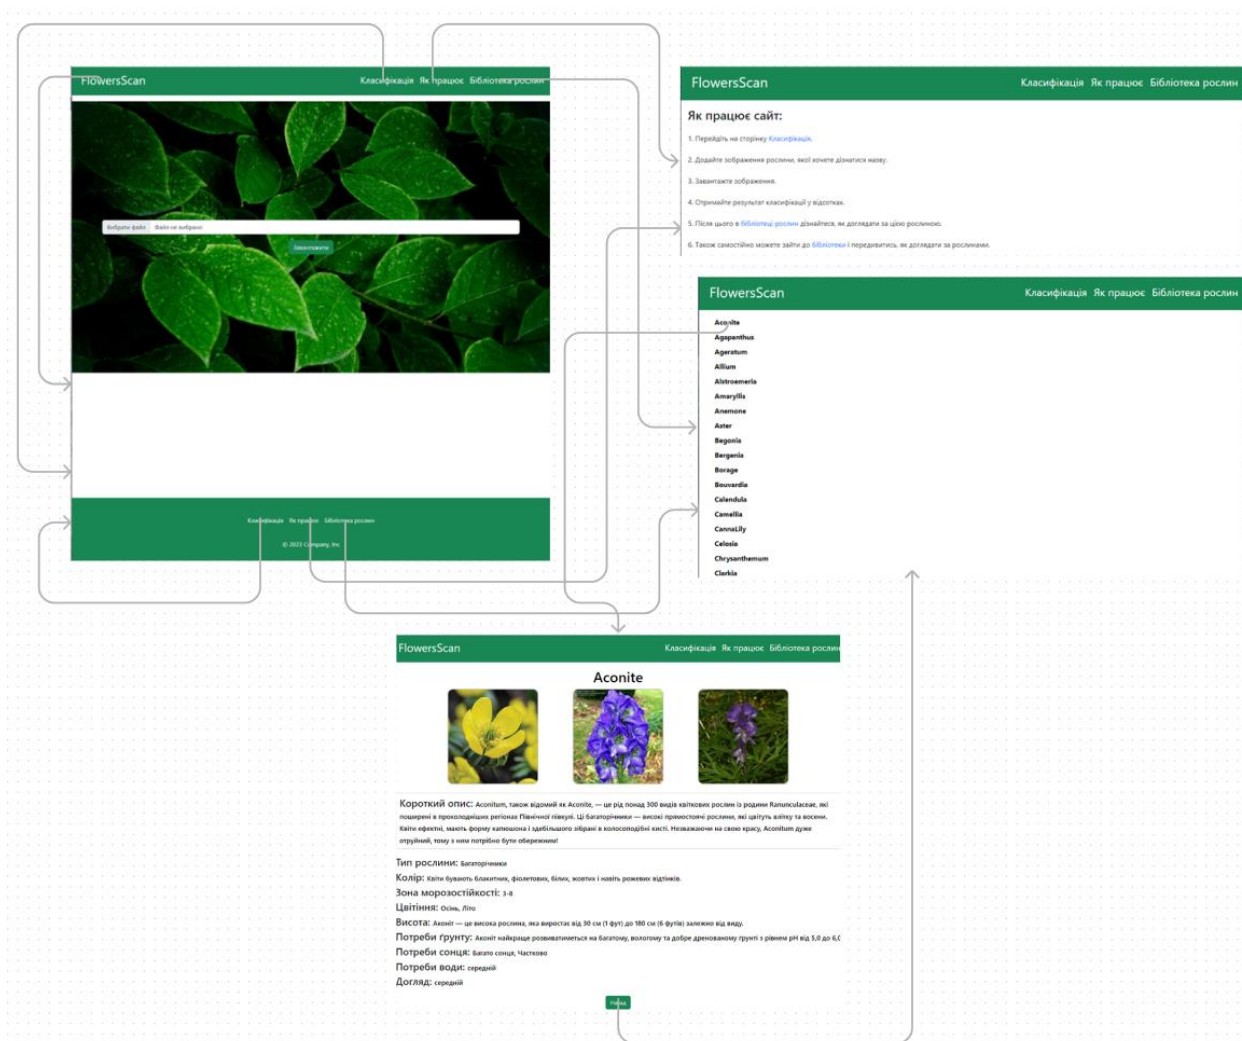 FlowersScan
Класифікація Як працює Бібліотека рослин
Вибрати файл Файл не вибрано
Завантажити
Класифікація Як працює Бібліотека рослин
© 2023 Company, Inc
FlowersScan
Класифікація Як працює Бібліотека рослин
Як працює сайт:
1. Перейдіть на сторінку Класифікація.
2. Додайте зображення рослини, якої хочете дізнатися назву.
3. Завантажте зображення.
4. Отримайте результат класифікації у відсотках.
5. Після цього в бібліотеці рослин дізнайтеся, як доглядати за цією рослиною.
6. Також самостійно можете зайти до бібліотеки і передивитись, як доглядати за рослинами.
FlowersScan
Класифікація Як працює Бібліотека рослин
Aconite
Agapanthus
Ageratum
Allium
Alstroemeria
Amaryllis
Anemone
Aster
Begonia
Bergenia
Borage
Bouvardia
Calendula
Camellia
CannaLily
Celosia
Chrysanthemum
Clarkia
FlowersScan
Класифікація Як працює Бібліотека рослин
Aconite
Короткий опис: Aconitum, також відомий як Aconite, — це рід понад 300 видів квіткових рослин із родини Ranunculaceae, які
поширені в прохолодніших регіонах Північної півкулі. Ці багаторічники — високі прямостоячі рослини, які цвітуть влітку та восени.
Квіти ефектні, мають форму капюшона і здебільшого зібрані в колосоподібні кисті. Незважаючи на свою красу, Aconitum дуже
отруйний, тому з ним потрібно бути обережним!
Тип рослини: Багаторічники
Колір: Квіти бувають блакитних, фіолетових, білих, жовтих і навіть рожевих відтінків.
Зона морозостійкості: 3-8
Цвітіння: Осінь, Літо
Висота: Аконіт — це висока рослина, яка виростає від 30 см (1 фут) до 180 см (6 футів) залежно від виду.
Потреби ґрунту: Аконіт найкраще розвиватиметься на багатому, вологому та добре дренованому ґрунті з рівнем pH від 5,0 до 6,0
Потреби сонця: Багато сонця, Частково
Потреби води: середній
Догляд: середній
Назад